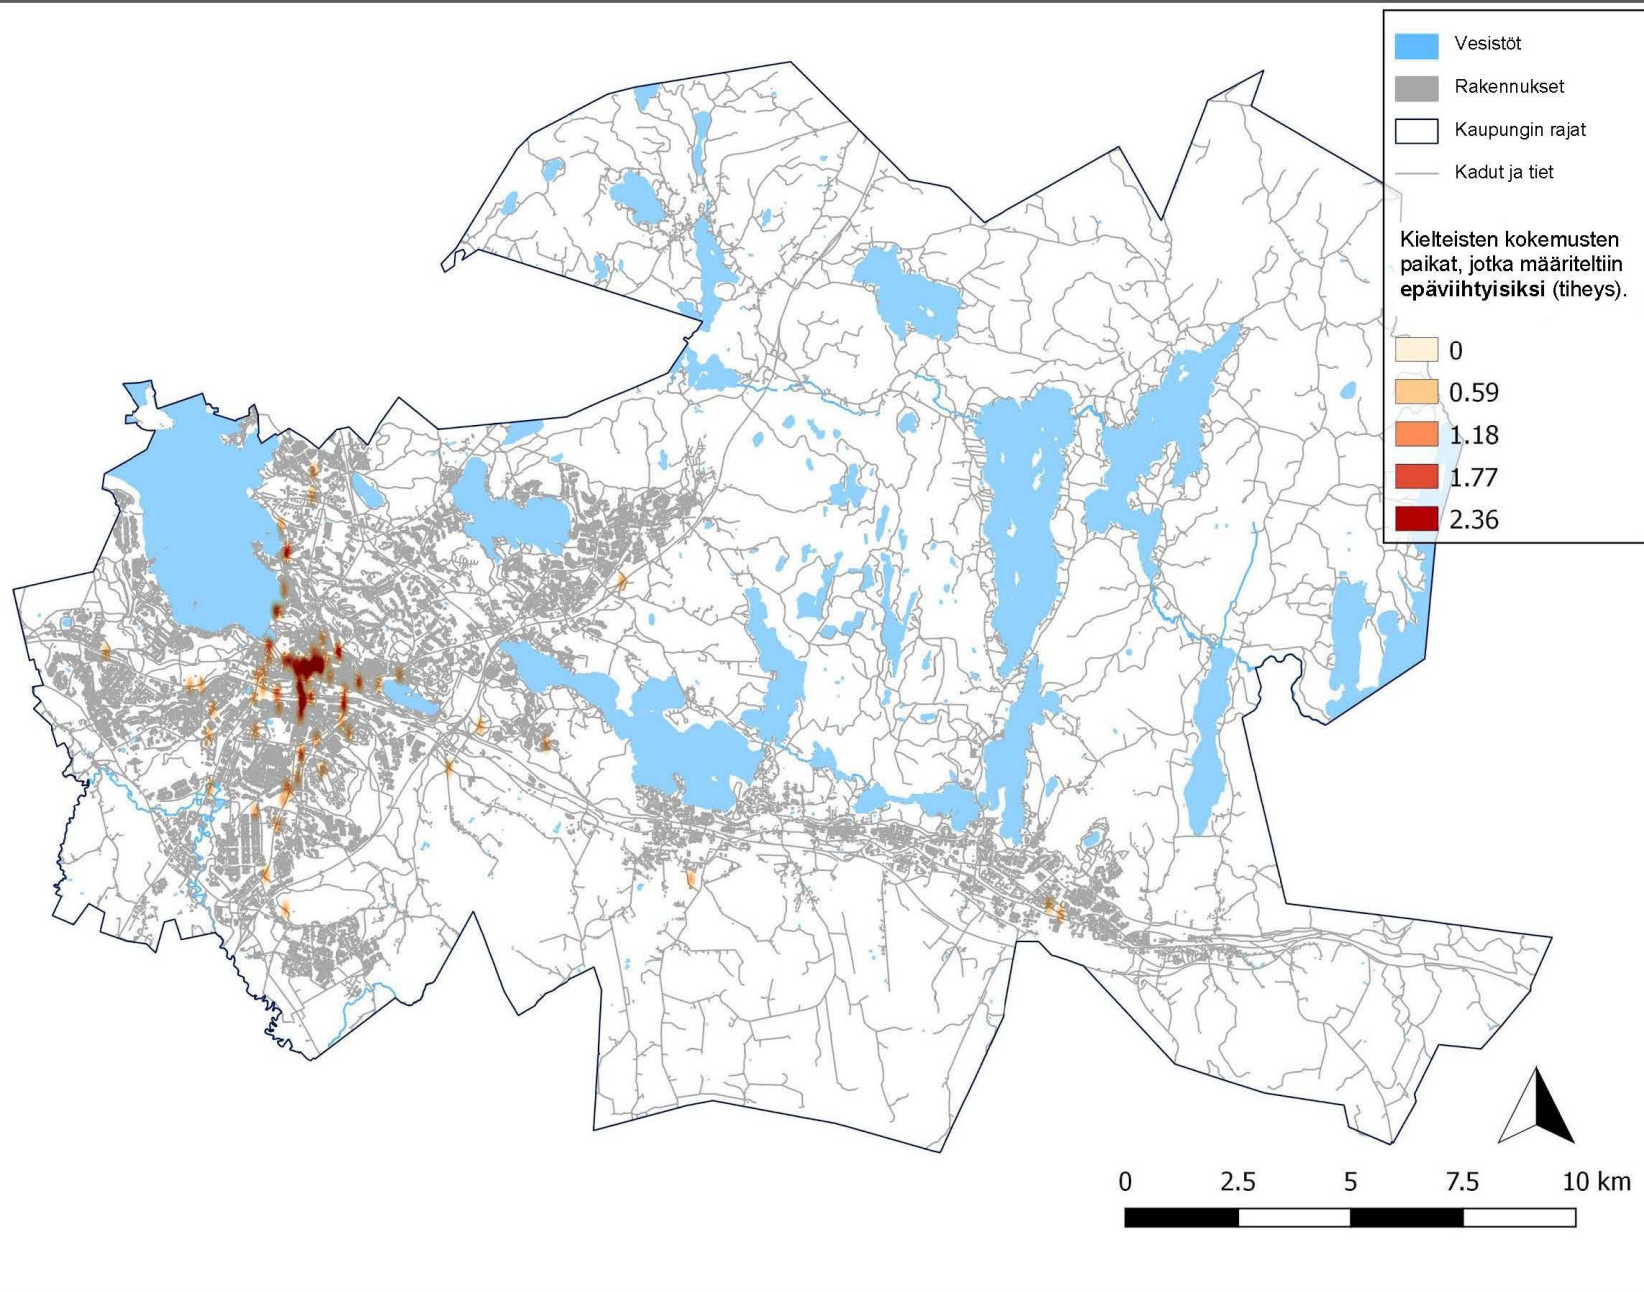 Vesistöt
Rakennukset
Kaupungin rajat
Kadut ja tiet
Kielteisten kokemusten
paikat, jotka määriteltiin
epäviihtyisiksi (tiheys).
0
0.59
1.18
1.77
2.36
0 2.5 5 7.5 10 km